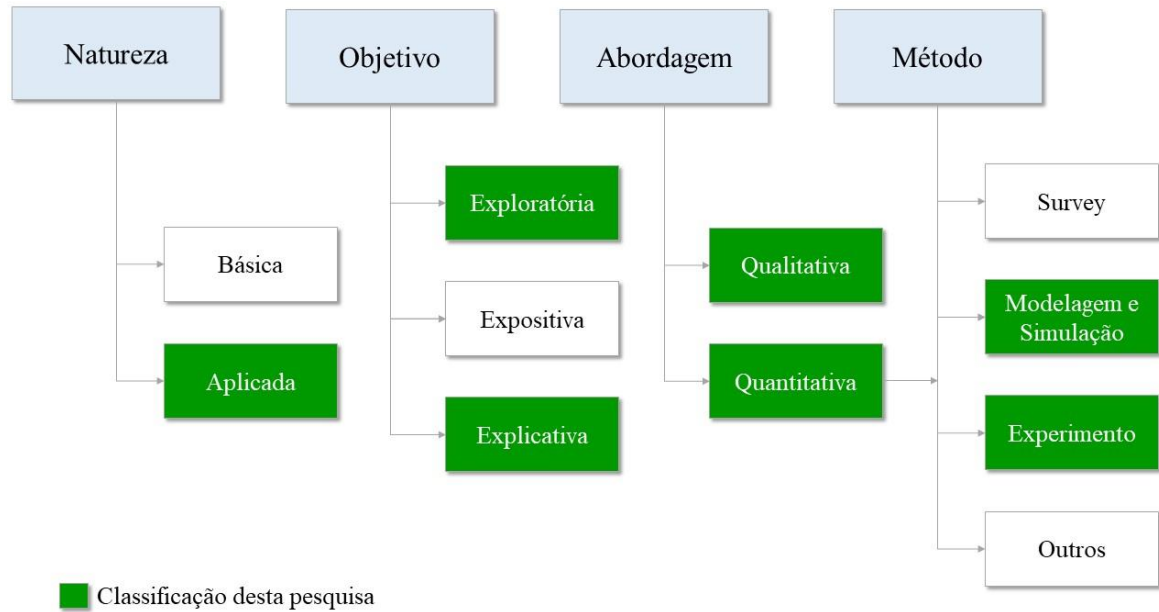 Natureza
Objetivo
Abordagem
Método
Básica
Aplicada
Exploratória
Expositiva
Explicativa
Qualitativa
Quantitativa
Survey
Modelagem e
Simulação
Experimento
Outros
Classificação desta pesquisa